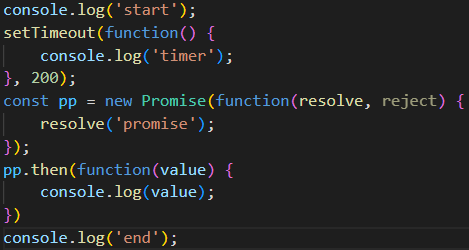 console.log('start');
setTimeout(function() {
    console.log('timer');
}, 200);
const pp = new Promise(function(resolve, reject) {
    resolve('promise');
});
pp.then(function(value) {
    console.log(value);
})
console.log('end');